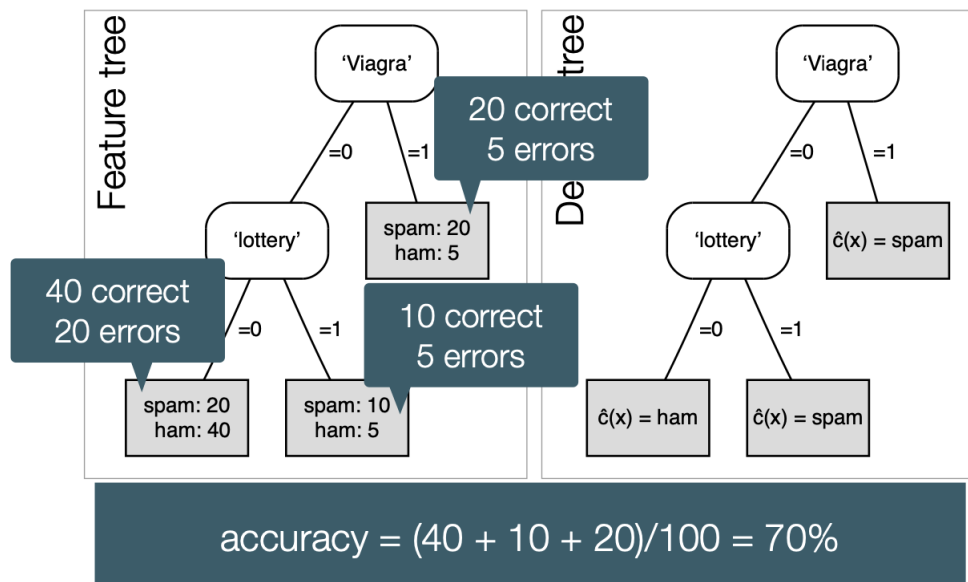 Feature tree
'Viagra'
=0
=1
20 correct
5 errors
'lottery'
spam: 20
ham: 5
40 correct
20 errors
=0
=1
10 correct
5 errors
spam: 20
ham: 40
spam: 10
ham: 5
De
tree
'Viagra'
=0
=1
'lottery'
ĉ(x) = spam
=0
=1
ĉ(x) = ham
ĉ(x) = spam
accuracy = (40 + 10 + 20)/100 = 70%